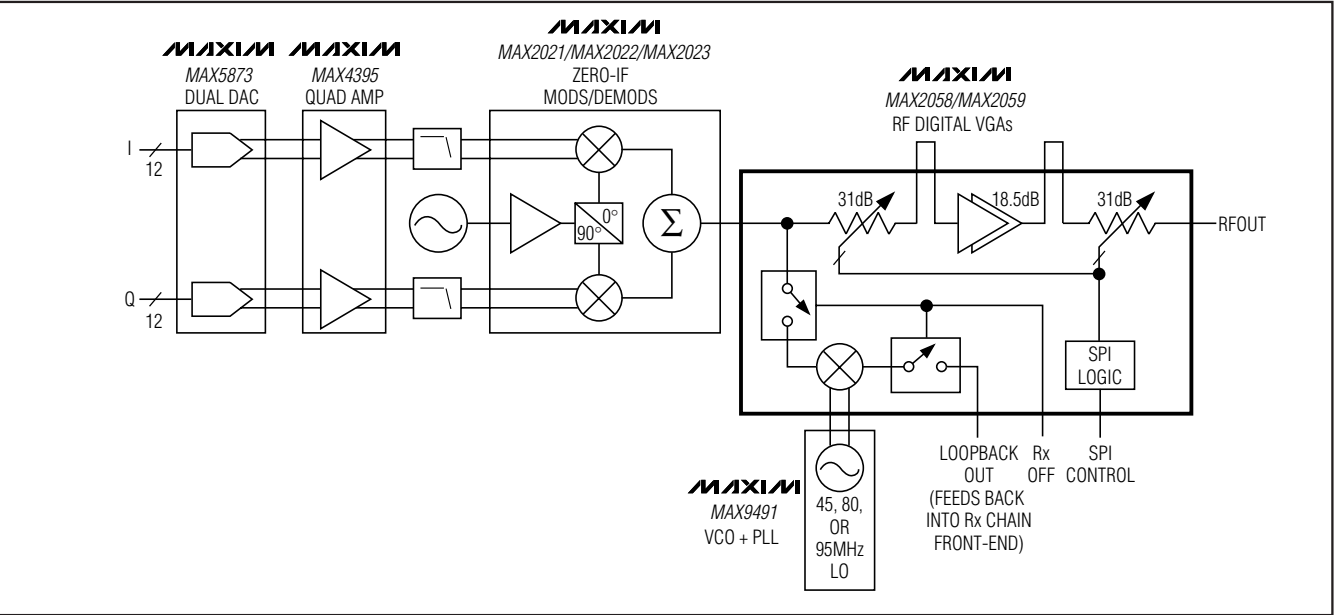 MAXIM
MAX5873
DUAL DAC
MAXIM
MAX4395
QUAD AMP
MAXIM
MAX2021/MAX2022/MAX2023
ZERO-IF
MODS/DEMODS
MAXIM
MAX2058/MAX2059
RF DIGITAL VGAs
I
12
Q
12
0°
90°
Σ
31dB
18.5dB
31dB
RFOUT
SPI
LOGIC
LOOPBACK
OUT
(FEEDS BACK
INTO Rx CHAIN
FRONT-END)
Rx
OFF
SPI
CONTROL
MAXIM
MAX9491
VCO + PLL
45, 80,
OR
95MHz
LO